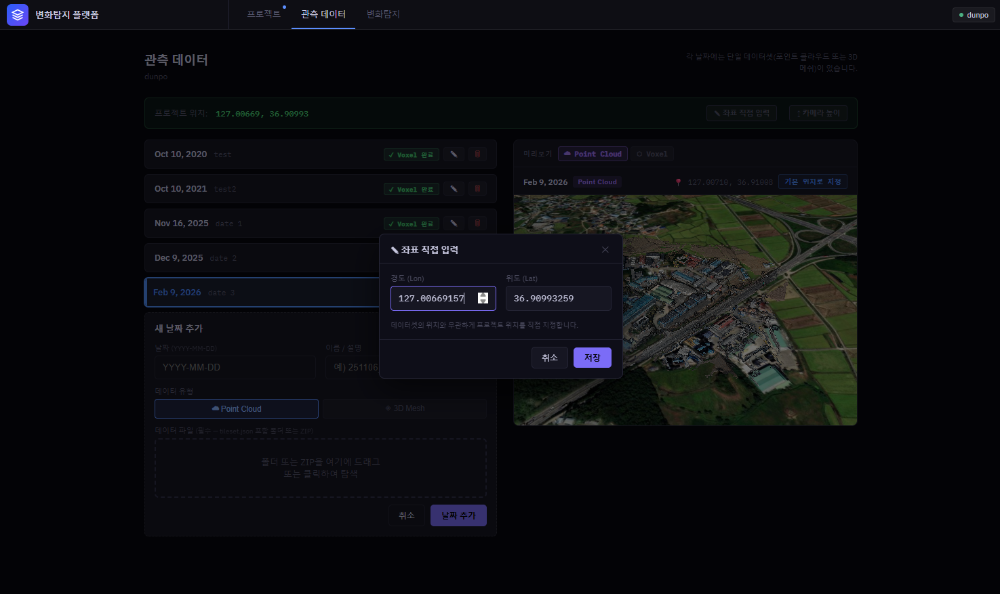 변화탐지 플랫폼
프로젝트
관측 데이터
변화탐지
dunpo
관측 데이터
dunpo
각 날짜에는 단일 데이터셋(포인트 클라우드 또는 3D
메쉬)이 있습니다.
프로젝트 위치: 127.00669, 36.90993
좌표 직접 입력
카메라 높이
Oct 10, 2020 test
✓ Voxel 완료
Oct 10, 2021 test2
✓ Voxel 완료
Nov 16, 2025 date 1
✓ Voxel 완료
Dec 9, 2025 date 2
Feb 9, 2026 date 3
미리보기
Point Cloud
Voxel
Feb 9, 2026 Point Cloud
127.00710, 36.91008
기본 위치로 지정
좌표 직접 입력
경도 (Lon)
위도 (Lat)
127.00669157
36.90993259
데이터셋의 위치와 무관하게 프로젝트 위치를 직접 지정합니다.
취소
저장
새 날짜 추가
날짜 (YYYY-MM-DD)
이름 / 설명
YYYY-MM-DD
예) 251106
데이터 유형
Point Cloud
3D Mesh
데이터 파일 (필수 — tileset.json 포함 폴더 또는 ZIP)
폴더 또는 ZIP을 여기에 드래그
또는 클릭하여 탐색
취소
날짜 추가